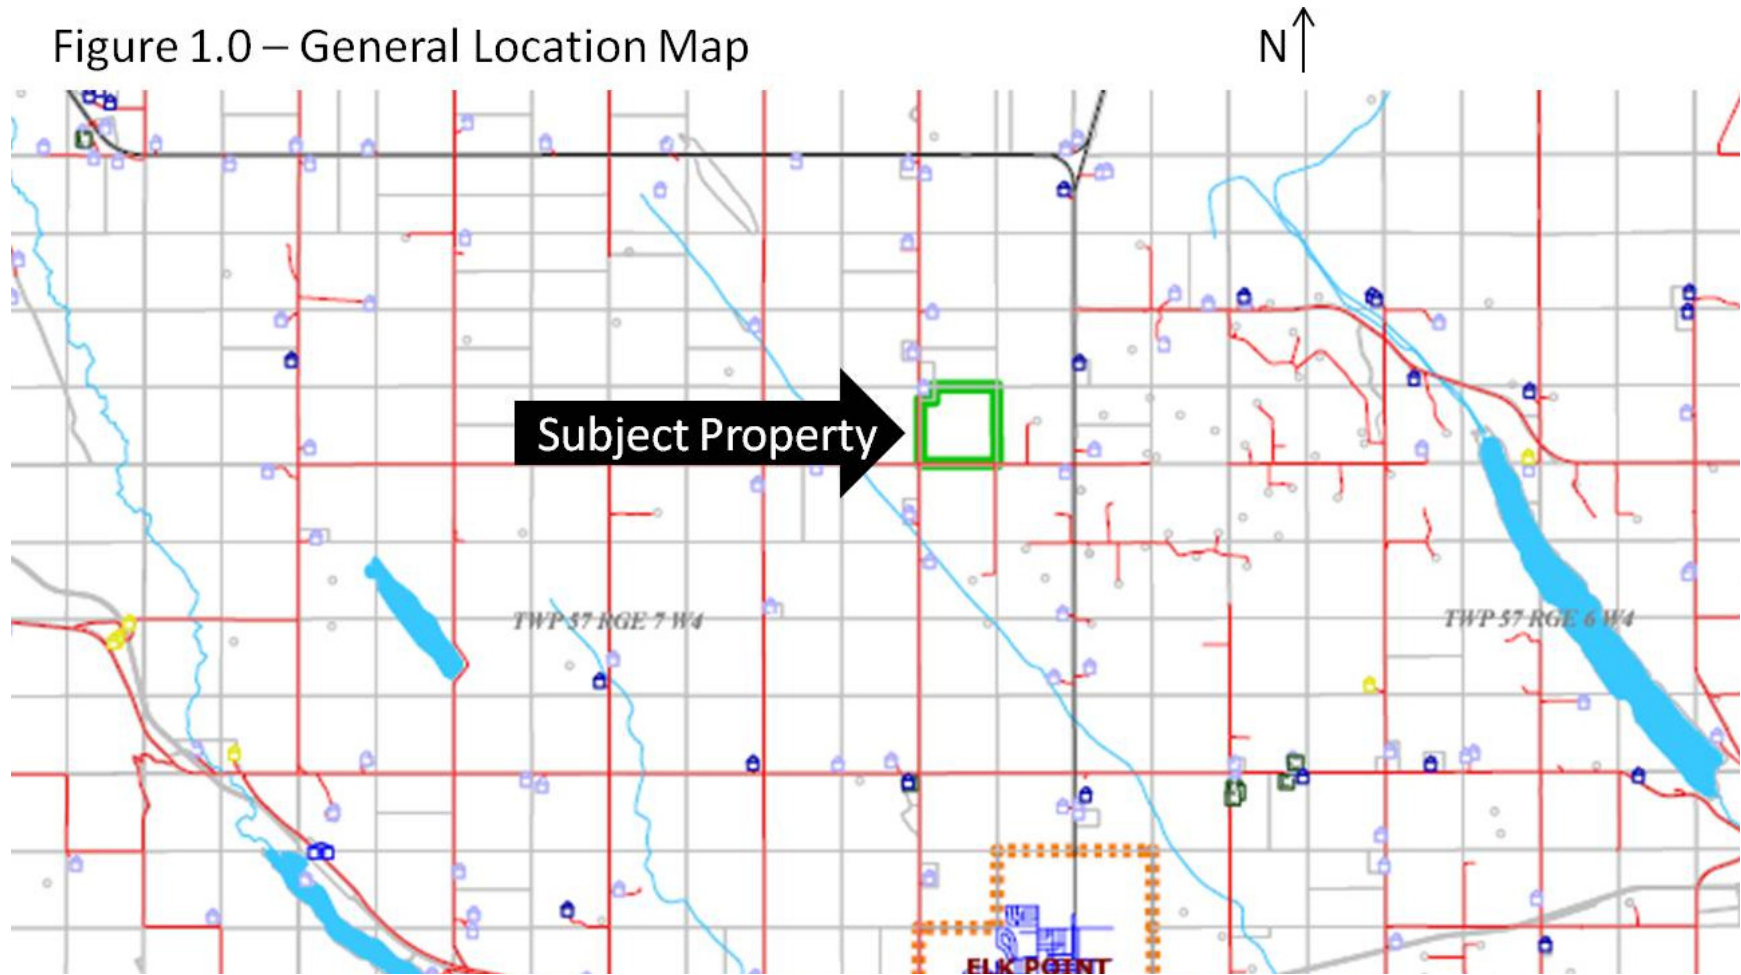 Figure 1.0 – General Location Map
N
Subject Property
TWP 57 RGE 7 W4
TWP 57 RGE 6 W4
ELK POINT